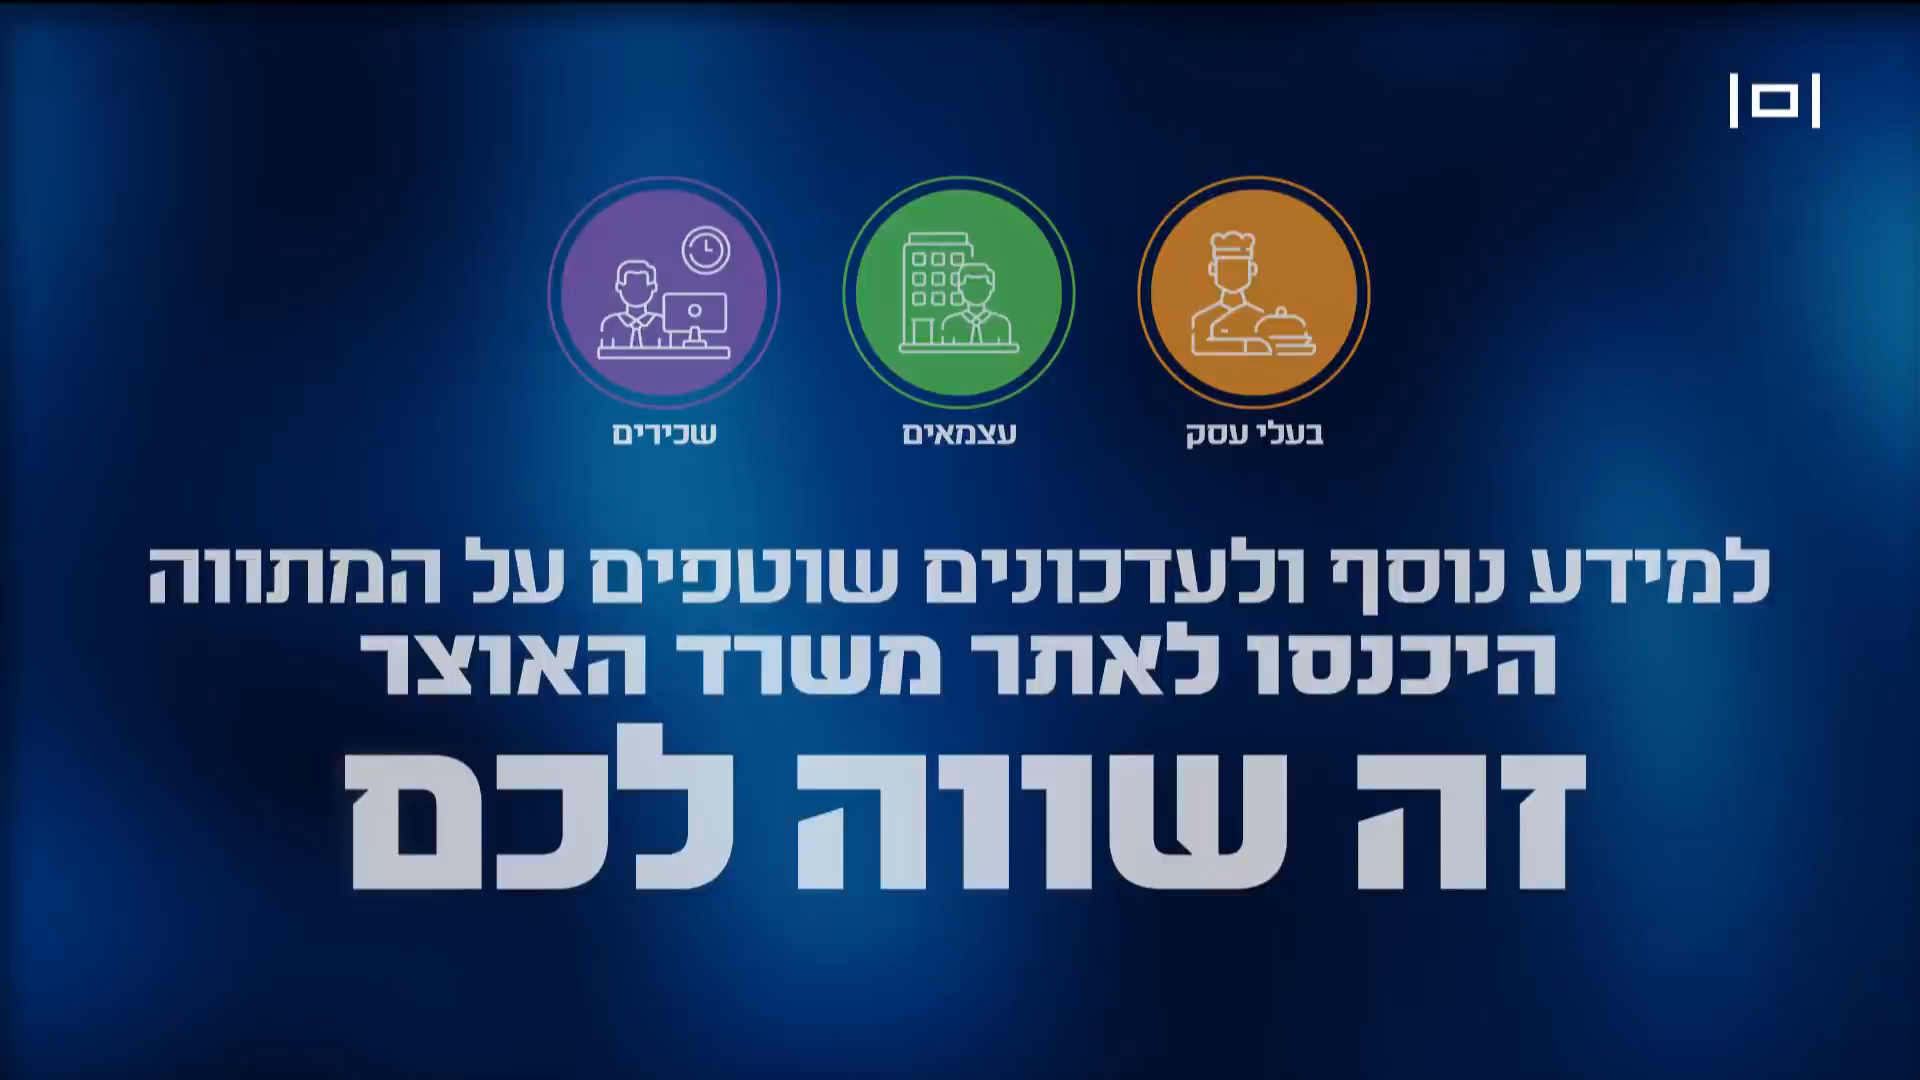 בעלי עסק
עצמאים
שכירים
למידע נוסף ולעדכונים שוטפים על המתווה
היכנסו לאתר משרד האוצר
זה שווה לכם